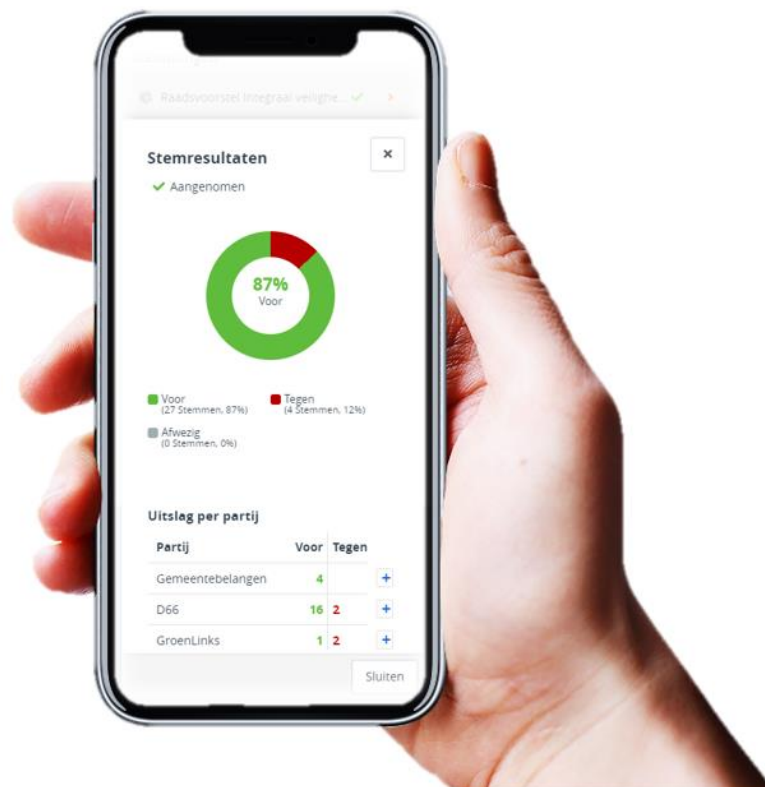 Raadsvoorstel Integraal veilighe...
Stemresultaten
Aangenomen
87%
Voor
Voor
(27 Stemmen, 87%)
Tegen
(4 Stemmen, 12%)
Afwezig
(0 Stemmen, 0%)
Uitslag per partij
Partij Voor Tegen
Gemeentebelangen 4 +
D66 16 2 +
GroenLinks 1 2 +
Sluiten